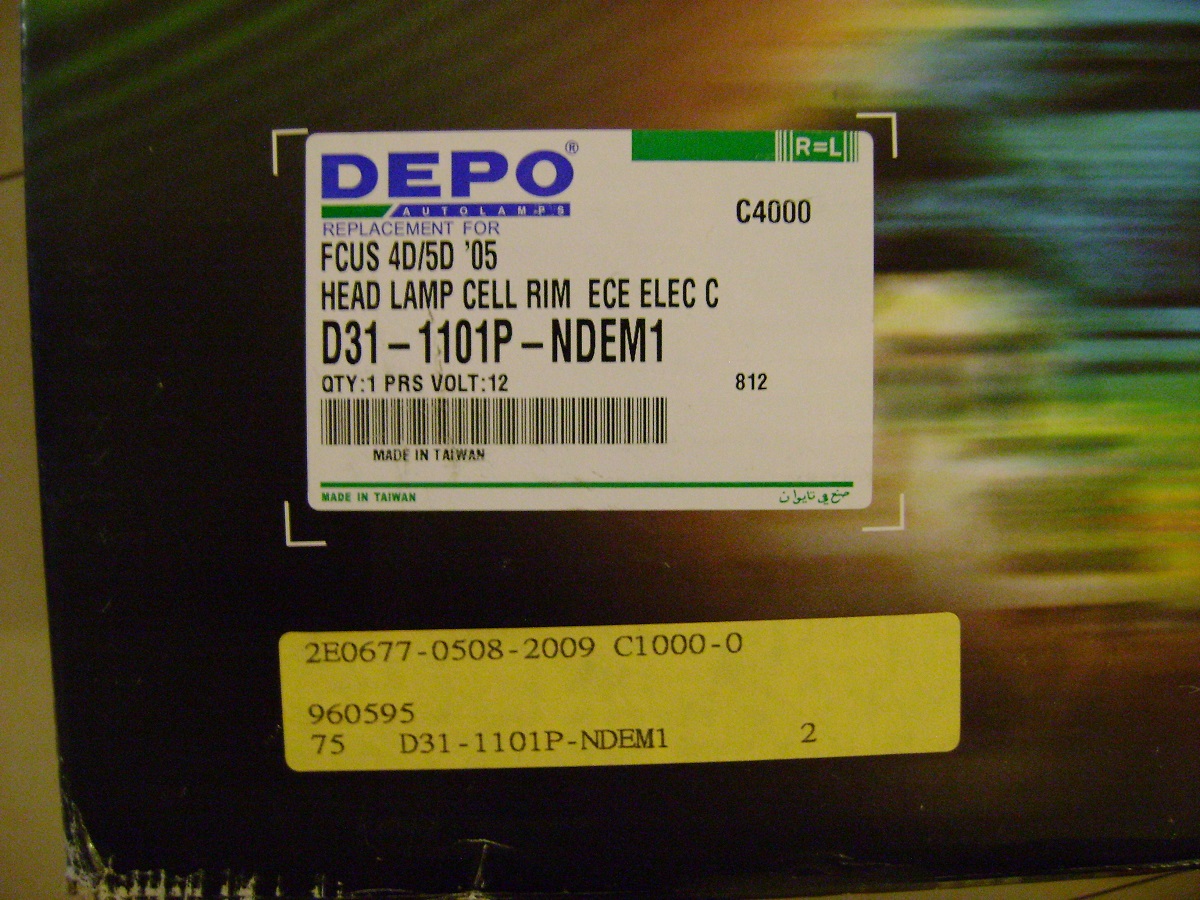 DEPO®
AUTOLAMPS
R=L
REPLACEMENT FOR
C4000
FCUS 4D/5D '05
HEAD LAMP CELL RIM ECE ELEC C
D31-1101P-NDEM1
QTY:1 PRS VOLT:12
812
MADE IN TAIWAN
MADE IN TAIWAN
صنع في تايوان
2E0677-0508-2009 C1000-0
960595
75 D31-1101P-NDEM1 2